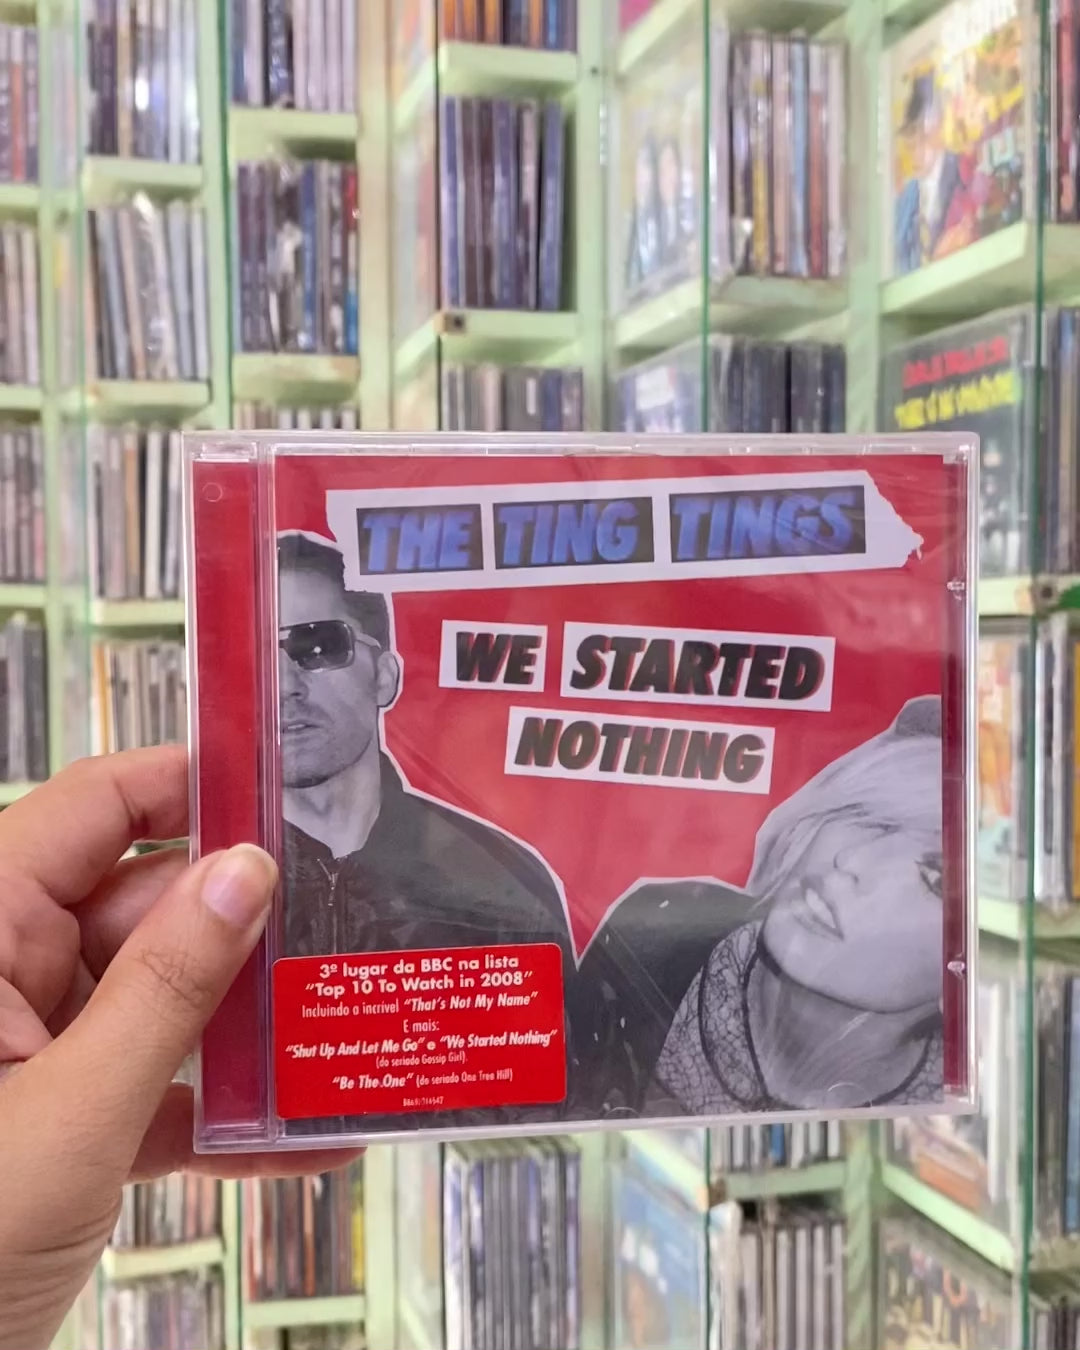 THE TING TINGS
WE STARTED
NOTHING
3º lugar da BBC na lista
"Top 10 To Watch in 2008"
Incluindo a incrível "That's Not My Name"
E mais:
"Shut Up And Let Me Go" e "We Started Nothing"
(do seriado Gossip Girl).
"Be The One" (do seriado One Tree Hill)